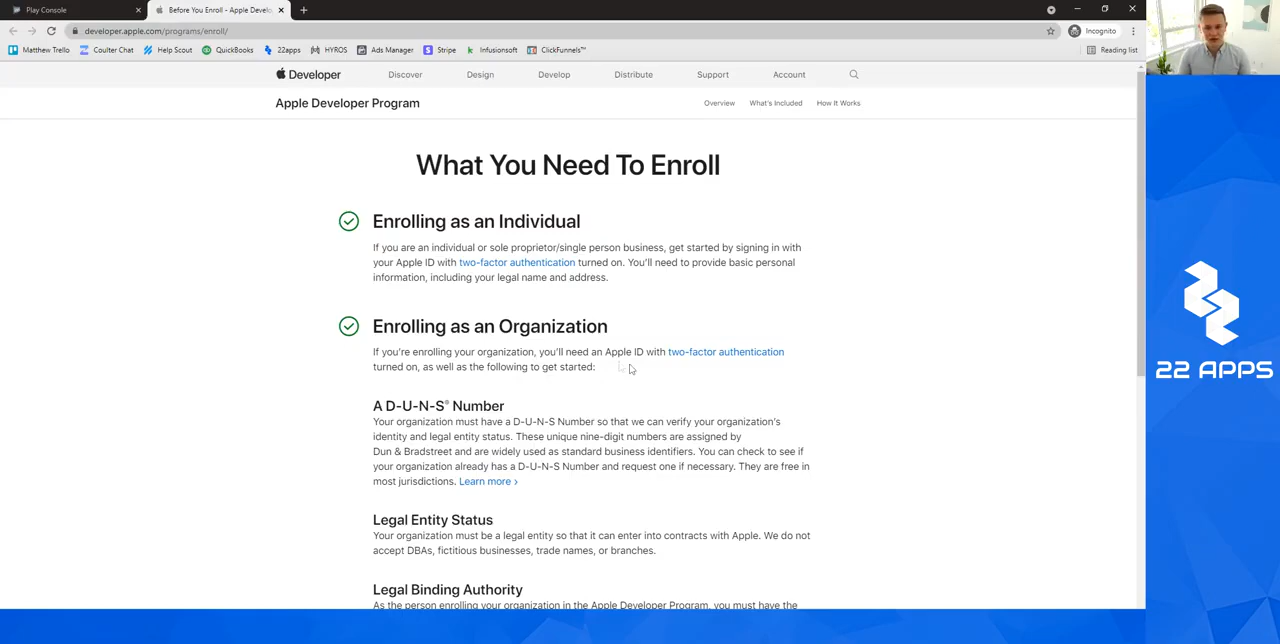 Play Console
Before You Enroll - Apple Develo
developer.apple.com/programs/enroll/
Incognito
Matthew Trello
Coulter Chat
Help Scout
QuickBooks
22apps
HYROS
Ads Manager
Stripe
Infusionsoft
ClickFunnels™
Reading list
Developer
Discover
Design
Develop
Distribute
Support
Account
Apple Developer Program
Overview
What's Included
How It Works
What You Need To Enroll
Enrolling as an Individual
If you are an individual or sole proprietor/single person business, get started by signing in with
your Apple ID with two-factor authentication turned on. You'll need to provide basic personal
information, including your legal name and address.
Enrolling as an Organization
If you're enrolling your organization, you'll need an Apple ID with two-factor authentication
turned on, as well as the following to get started:
A D-U-N-S® Number
Your organization must have a D-U-N-S Number so that we can verify your organization's
identity and legal entity status. These unique nine-digit numbers are assigned by
Dun & Bradstreet and are widely used as standard business identifiers. You can check to see if
your organization already has a D-U-N-S Number and request one if necessary. They are free in
most jurisdictions. Learn more ›
Legal Entity Status
Your organization must be a legal entity so that it can enter into contracts with Apple. We do not
accept DBAs, fictitious businesses, trade names, or branches.
Legal Binding Authority
As the person enrolling your organization in the Apple Developer Program, you must have the
22 APPS